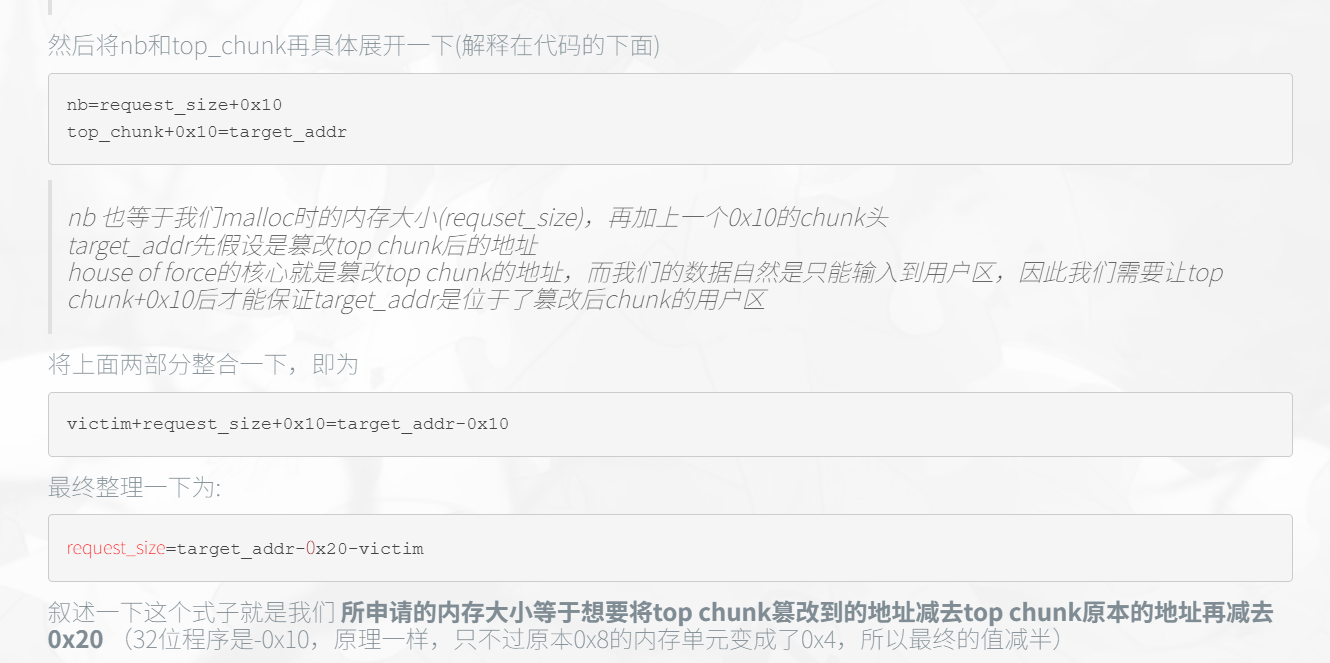 然后将nb和top_chunk再具体展开一下(解释在代码的下面)
nb=request_size+0x10
top_chunk+0x10=target_addr
nb 也等于我们malloc时的内存大小(requset_size)，再加上一个0x10的chunk头
target_addr先假设是篡改top chunk后的地址
house of force的核心就是篡改top chunk的地址，而我们的数据自然是只能输入到用户区，因此我们需要让top
chunk+0x10后才能保证target_addr是位于了篡改后chunk的用户区
将上面两部分整合一下，即为
victim+request_size+0x10=target_addr-0x10
最终整理一下为:
request_size=target_addr-0x20-victim
叙述一下这个式子就是我们 所申请的内存大小等于想要将top chunk篡改到的地址减去top chunk原本的地址再减去
0x20 （32位程序是-0x10，原理一样，只不过原本0x8的内存单元变成了0x4，所以最终的值减半）